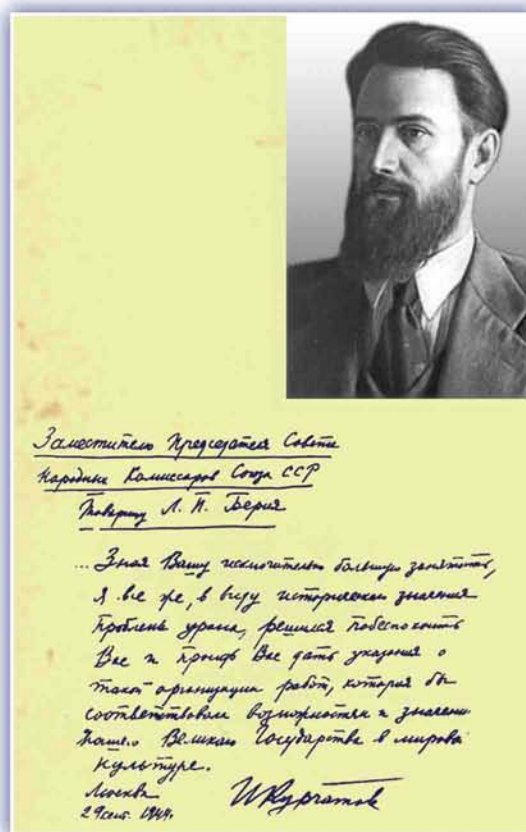 Заместителю Председателя Совета
Народных Комиссаров Союза ССР
Товарищу Л. П. Берия
... Зная Вашу исключительно большую занятость,
я все же, в виду исторического значения
проблемы урана, решился побеспокоить
Вас и просить Вас дать указания о
такой организации работ, которая бы
соответствовала возможностям и значению
нашего Великого Государства в мировой
культуре.
Москва
29 сент. 1944г.
ИКурчатов